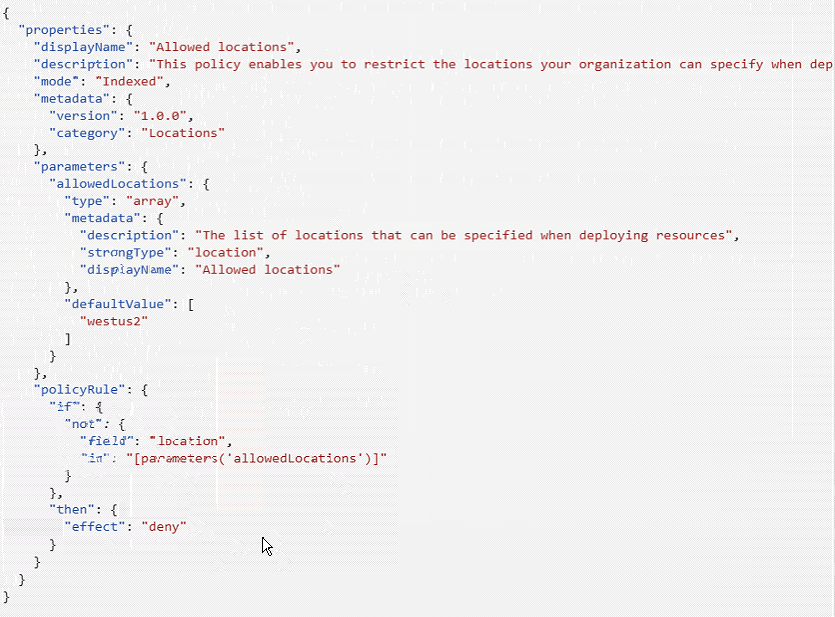 {
  "properties": {
    "displayName": "Allowed locations",
    "description": "This policy enables you to restrict the locations your organization can specify when dep
    "mode": "Indexed",
    "metadata": {
      "version": "1.0.0",
      "category": "Locations"
    },
    "parameters": {
      "allowedLocations": {
        "type": "array",
        "metadata": {
          "description": "The list of locations that can be specified when deploying resources",
          "strongType": "location",
          "displayName": "Allowed locations"
        },
        "defaultValue": [
          "westus2"
        ]
      }
    },
    "policyRule": {
      "if": {
        "not": {
          "field": "location",
          "in": "[parameters('allowedLocations')]"
        }
      },
      "then": {
        "effect": "deny"
      }
    }
  }
}